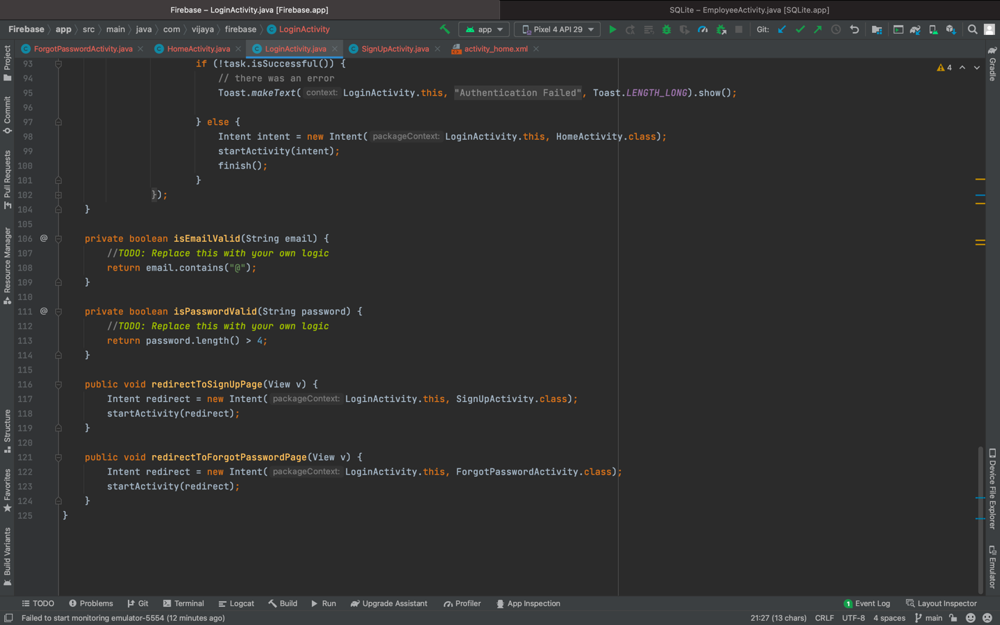 Firebase – LoginActivity.java [Firebase.app]
SQLite – EmployeeActivity.java [SQLite.app]
Firebase app src main java com vijaya firebase LoginActivity
app
Pixel 4 API 29
Git:
ForgotPasswordActivity.java
HomeActivity.java
LoginActivity.java
SignUpActivity.java
activity_home.xml
4
93 if (!task.isSuccessful()) {
94 // there was an error
95 Toast.makeText( context: LoginActivity.this, "Authentication Failed", Toast.LENGTH_LONG).show();
96
97 } else {
98 Intent intent = new Intent( packageContext: LoginActivity.this, HomeActivity.class);
99 startActivity(intent);
100 finish();
101 }
102 });
104 }
105
106 @ private boolean isEmailValid(String email) {
107 //TODO: Replace this with your own logic
108 return email.contains("@");
109 }
110
111 @ private boolean isPasswordValid(String password) {
112 //TODO: Replace this with your own logic
113 return password.length() > 4;
114 }
115
116 public void redirectToSignUpPage(View v) {
117 Intent redirect = new Intent( packageContext: LoginActivity.this, SignUpActivity.class);
118 startActivity(redirect);
119 }
120
121 public void redirectToForgotPasswordPage(View v) {
122 Intent redirect = new Intent( packageContext: LoginActivity.this, ForgotPasswordActivity.class);
123 startActivity(redirect);
124 }
125 }
Project
Commit
Pull Requests
Resource Manager
Structure
Favorites
Build Variants
Gradle
Device File Explorer
Emulator
TODO
Problems
Git
Terminal
Logcat
Build
Run
Upgrade Assistant
Profiler
App Inspection
1 Event Log
Layout Inspector
Failed to start monitoring emulator-5554 (12 minutes ago)
21:27 (13 chars) CRLF UTF-8 4 spaces main